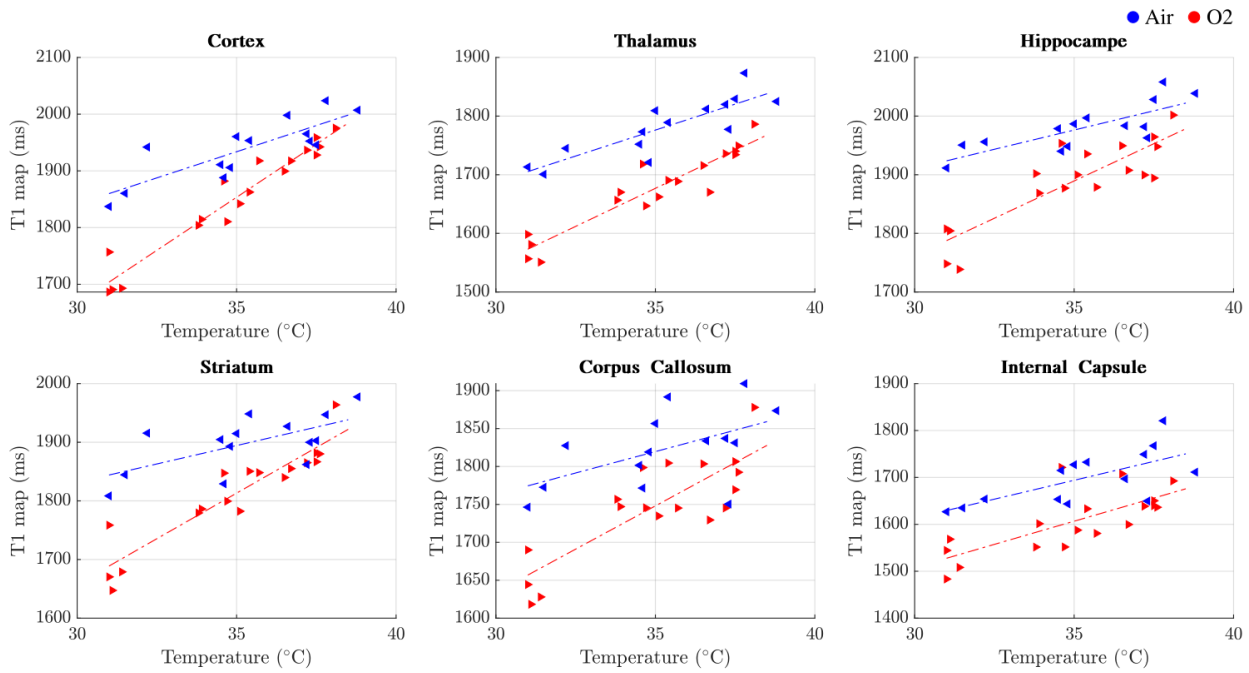 Air O2
Cortex
2100
2000
1900
1800
1700
T1 map (ms)
30 35 40
Temperature (°C)
Thalamus
1900
1800
1700
1600
1500
T1 map (ms)
30 35 40
Temperature (°C)
Hippocampe
2100
2000
1900
1800
1700
T1 map (ms)
30 35 40
Temperature (°C)
Striatum
2000
1900
1800
1700
1600
T1 map (ms)
30 35 40
Temperature (°C)
Corpus Callosum
1900
1850
1800
1750
1700
1650
1600
T1 map (ms)
30 35 40
Temperature (°C)
Internal Capsule
1900
1800
1700
1600
1500
1400
T1 map (ms)
30 35 40
Temperature (°C)